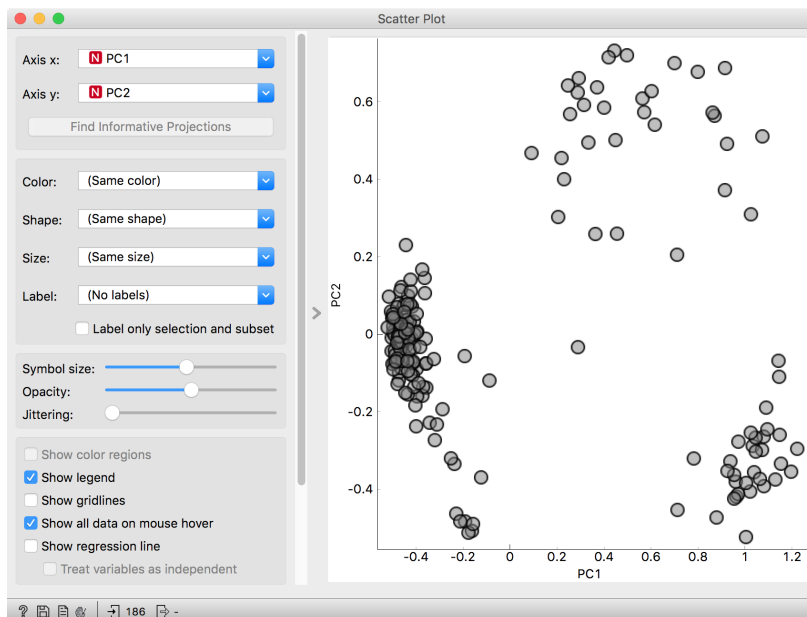 Scatter Plot
Axis x: N PC1
Axis y: N PC2
Find Informative Projections
Color: (Same color)
Shape: (Same shape)
Size: (Same size)
Label: (No labels)
Label only selection and subset
Symbol size:
Opacity:
Jittering:
Show color regions
Show legend
Show gridlines
Show all data on mouse hover
Show regression line
Treat variables as independent
PC2
0.6
0.4
0.2
0
-0.2
-0.4
-0.4 -0.2 0 0.2 0.4 0.6 0.8 1 1.2
PC1
? 186 -